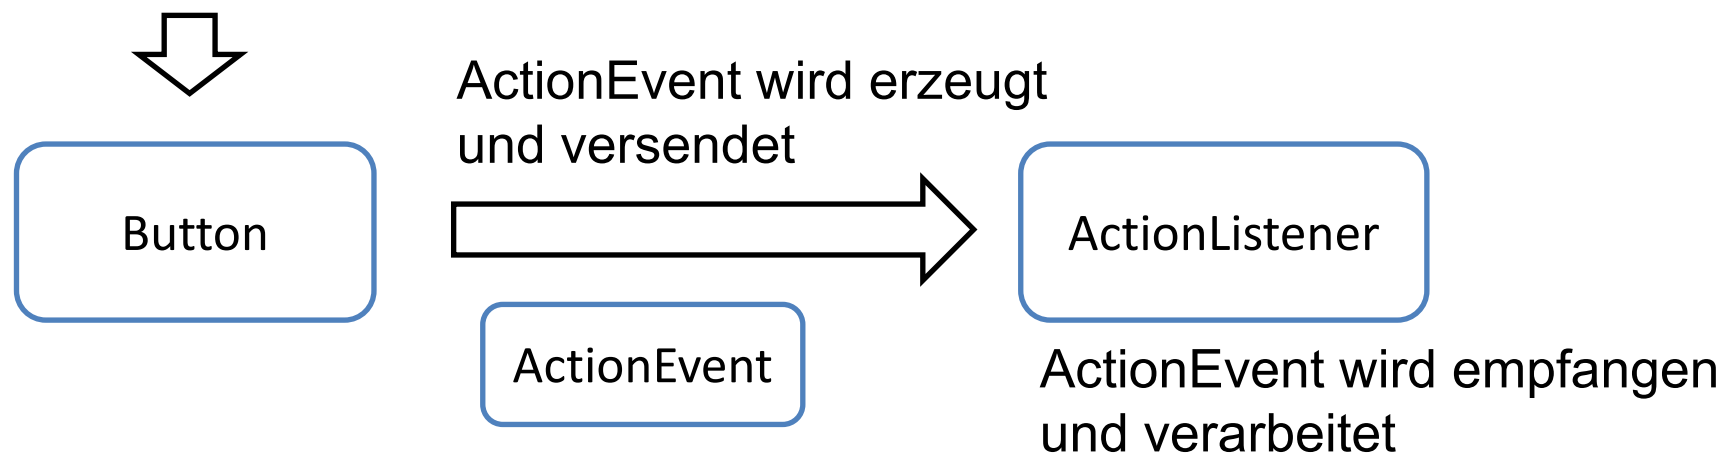 ActionEvent wird erzeugt
und versendet
Button
ActionListener
ActionEvent
ActionEvent wird empfangen
und verarbeitet